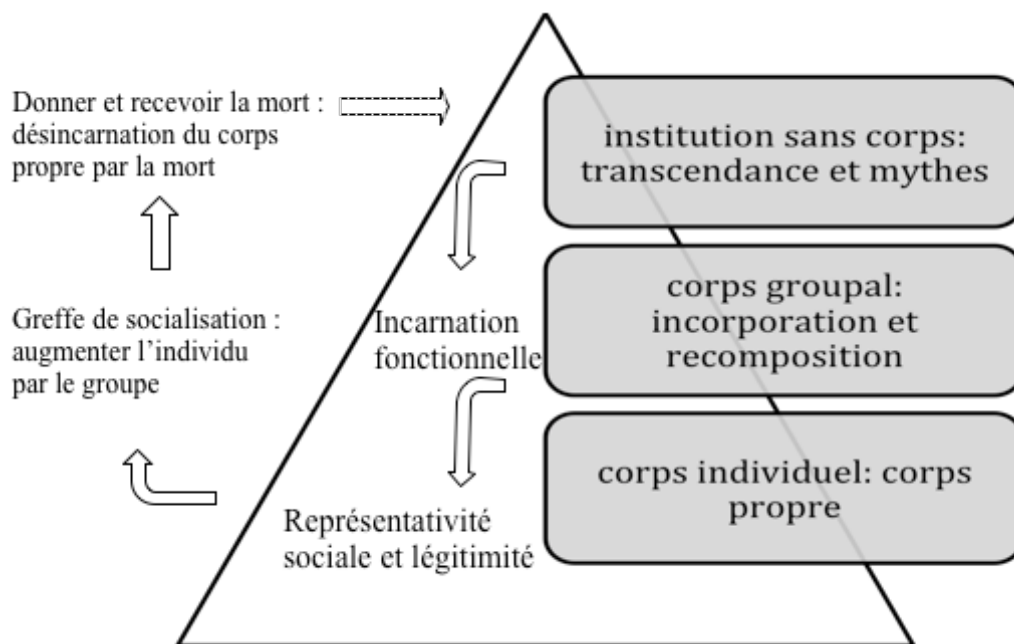 Donner et recevoir la mort :
désincarnation du corps
propre par la mort
institution sans corps:
transcendance et mythes
Greffe de socialisation :
augmenter l’individu
par le groupe
Incarnation
fonctionnelle
corps groupal:
incorporation et
recomposition
Représentativité
sociale et légitimité
corps individuel: corps
propre